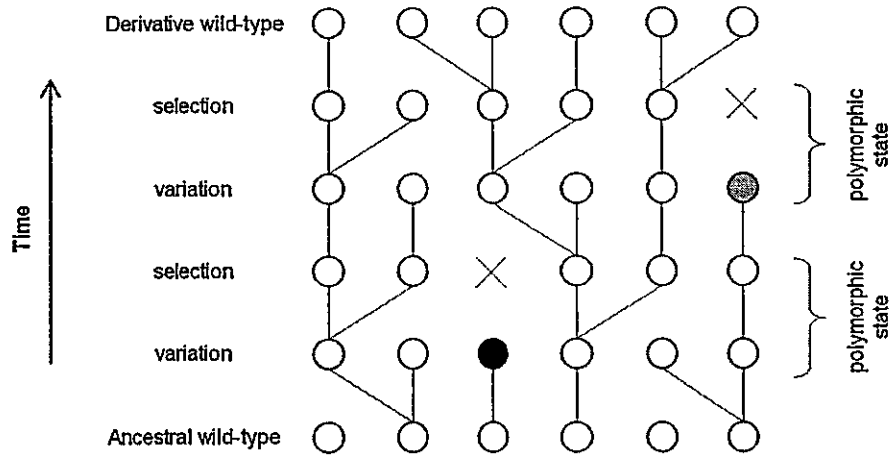 Derivative wild-type
selection
variation
selection
variation
Ancestral wild-type
Time
polymorphic
state
polymorphic
state